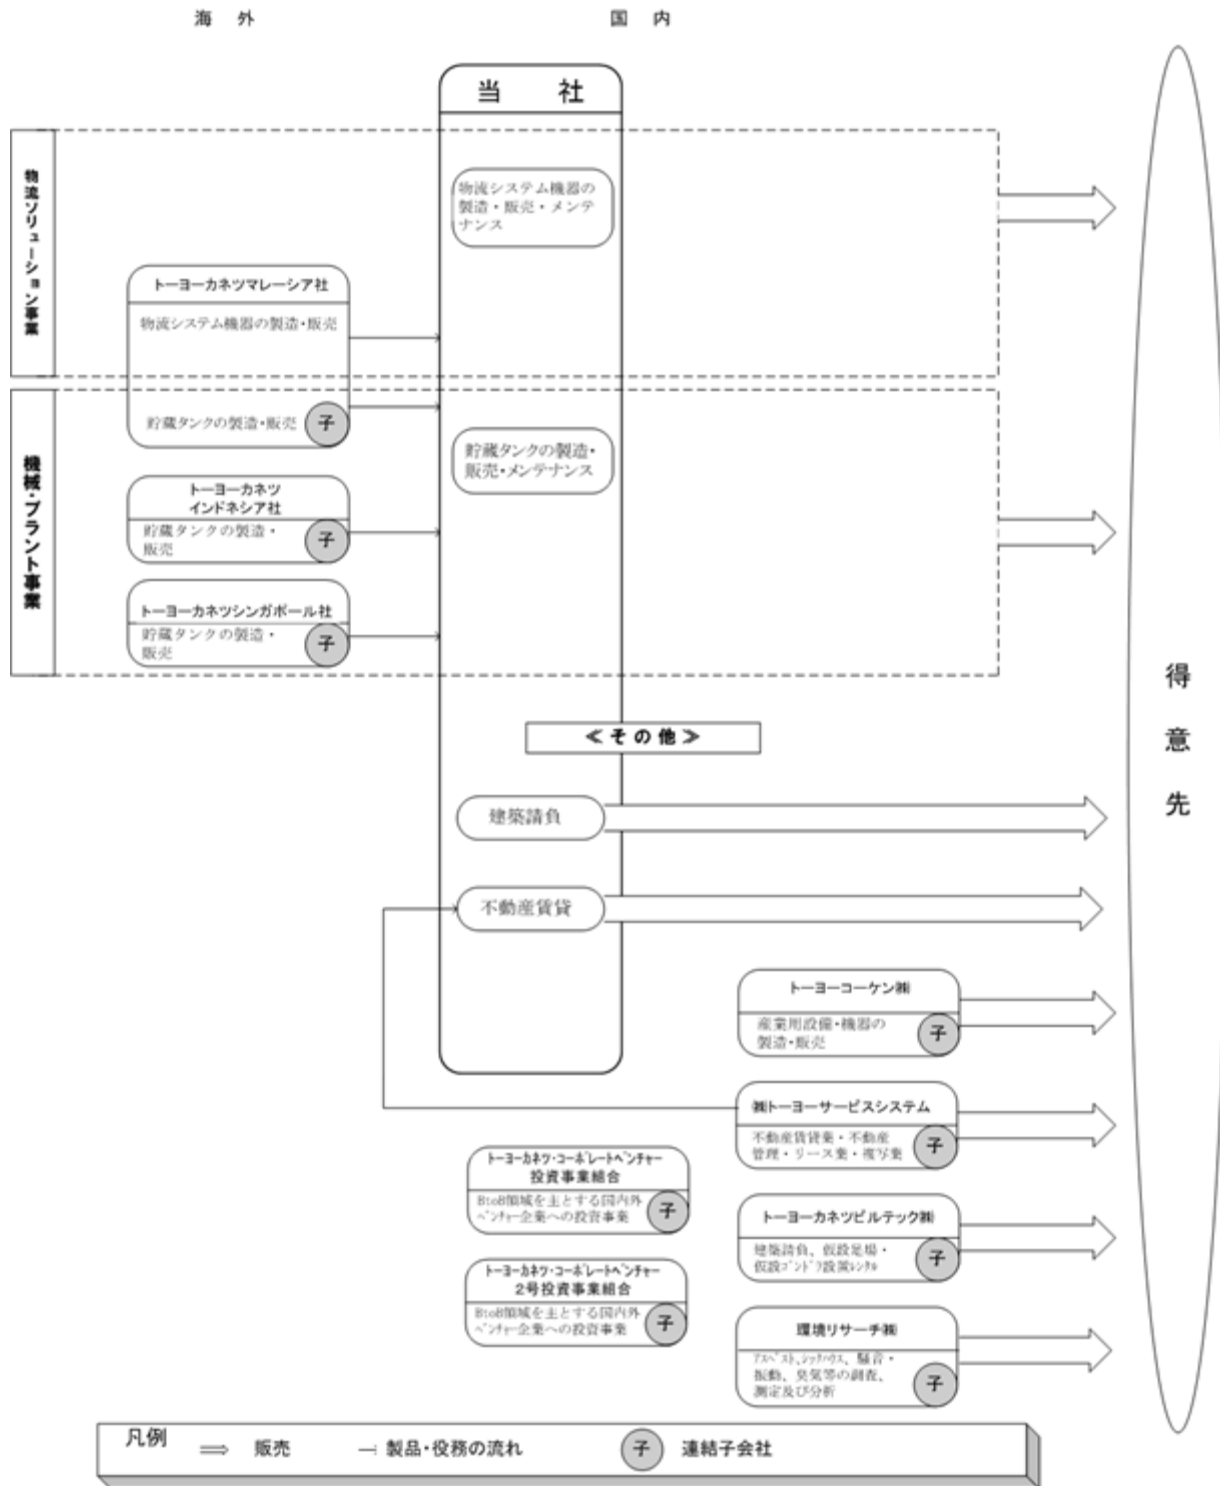 海　外
国　内
当　社
物流ソリューション事業
物流システム機器の
製造・販売・メンテ
ナンス
トーヨーカネツマレーシア社
物流システム機器の製造・販売
貯蔵タンクの製造・販売
子
機械・プラント事業
貯蔵タンクの製造・
販売・メンテナンス
トーヨーカネツ
インドネシア社
貯蔵タンクの製造・
販売
子
トーヨーカネツシンガポール社
貯蔵タンクの製造・
販売
子
≪その他≫
建築請負
不動産賃貸
得意先
トーヨーコーケン㈱
産業用設備・機器の
製造・販売
子
㈱トーヨーサービスシステム
不動産賃貸業・不動産
管理・リース業・複写業
子
トーヨーカネツ・コーポレートベンチャー
投資事業組合
BtoB領域を主とする国内外
ベンチャー企業への投資事業
子
トーヨーカネツビルテック㈱
建築請負、仮設足場・
仮設ゴンドラ設置レンタル
子
トーヨーカネツ・コーポレートベンチャー
2号投資事業組合
BtoB領域を主とする国内外
ベンチャー企業への投資事業
子
環境リサーチ㈱
アスベスト、シックハウス、騒音・
振動、臭気等の調査、
測定及び分析
子
凡例
⇒ 販売
→ 製品・役務の流れ
子 連結子会社